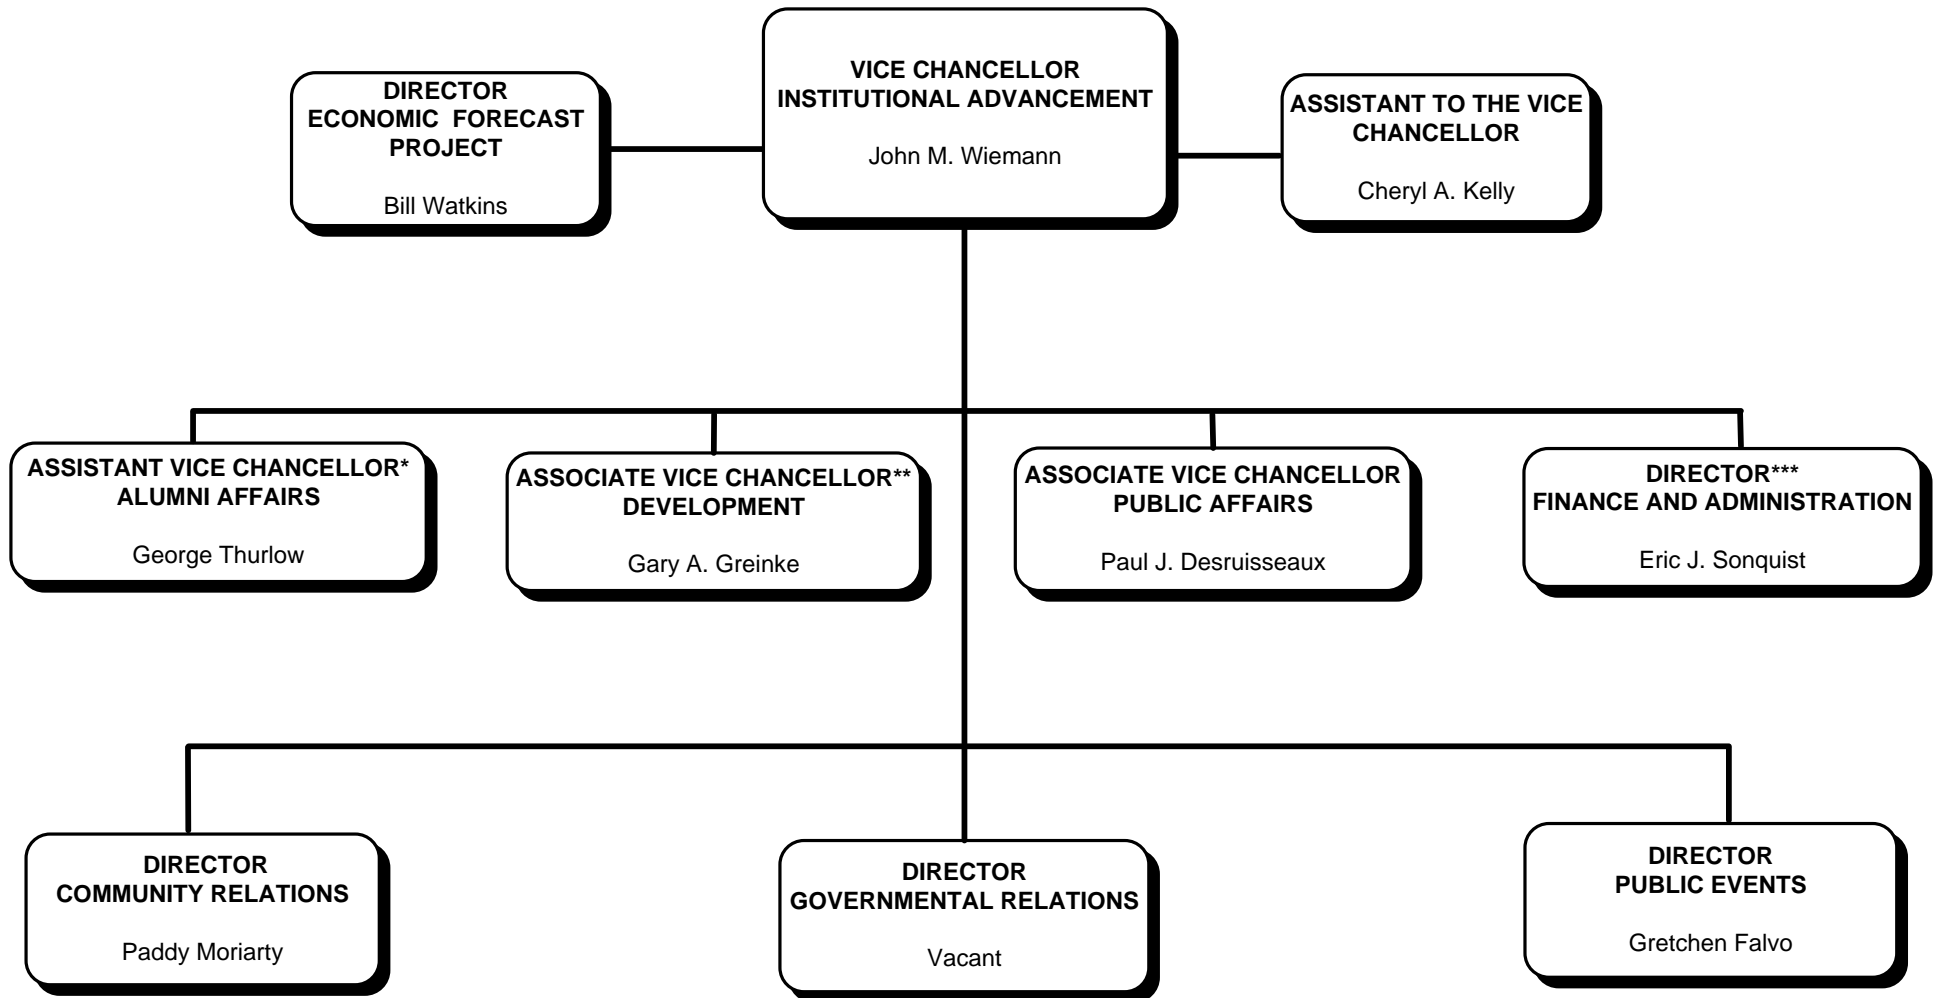 VICE CHANCELLOR
INSTITUTIONAL ADVANCEMENT
John M. Wiemann
DIRECTOR
ECONOMIC FORECAST
PROJECT
Bill Watkins
ASSISTANT TO THE VICE
CHANCELLOR
Cheryl A. Kelly
ASSISTANT VICE CHANCELLOR*
ALUMNI AFFAIRS
George Thurlow
ASSOCIATE VICE CHANCELLOR**
DEVELOPMENT
Gary A. Greinke
ASSOCIATE VICE CHANCELLOR
PUBLIC AFFAIRS
Paul J. Desruisseaux
DIRECTOR***
FINANCE AND ADMINISTRATION
Eric J. Sonquist
DIRECTOR
COMMUNITY RELATIONS
Paddy Moriarty
DIRECTOR
GOVERNMENTAL RELATIONS
Vacant
DIRECTOR
PUBLIC EVENTS
Gretchen Falvo